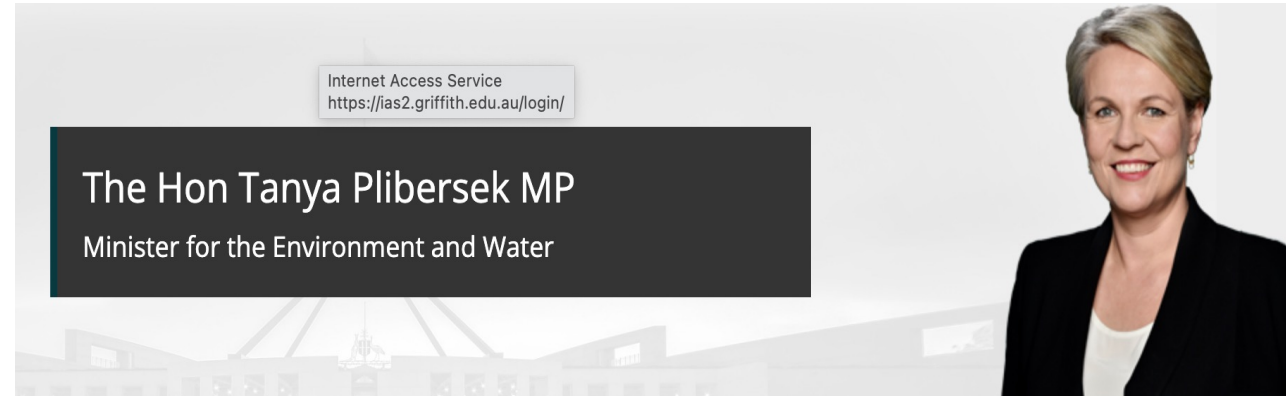 Internet Access Service
https://ias2.griffith.edu.au/login/
The Hon Tanya Plibersek MP
Minister for the Environment and Water